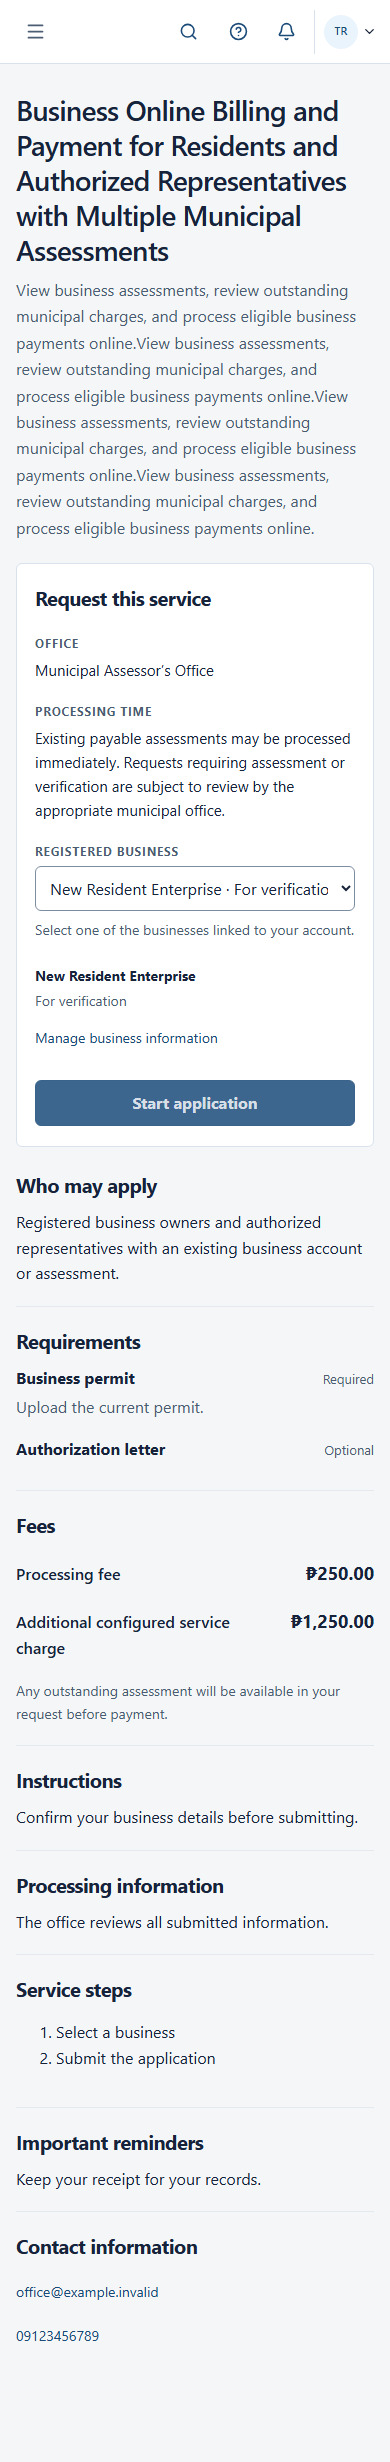 TR
Business Online Billing and
Payment for Residents and
Authorized Representatives
with Multiple Municipal
Assessments
View business assessments, review outstanding
municipal charges, and process eligible business
payments online.View business assessments,
review outstanding municipal charges, and
process eligible business payments online.View
business assessments, review outstanding
municipal charges, and process eligible business
payments online.View business assessments,
review outstanding municipal charges, and
process eligible business payments online.
Request this service
OFFICE
Municipal Assessor’s Office
PROCESSING TIME
Existing payable assessments may be processed
immediately. Requests requiring assessment or
verification are subject to review by the
appropriate municipal office.
REGISTERED BUSINESS
New Resident Enterprise · For verificatio
Select one of the businesses linked to your account.
New Resident Enterprise
For verification
Manage business information
Start application
Who may apply
Registered business owners and authorized
representatives with an existing business account
or assessment.
Requirements
Business permit Required
Upload the current permit.
Authorization letter Optional
Fees
Processing fee ₱250.00
Additional configured service ₱1,250.00
charge
Any outstanding assessment will be available in your
request before payment.
Instructions
Confirm your business details before submitting.
Processing information
The office reviews all submitted information.
Service steps
1. Select a business
2. Submit the application
Important reminders
Keep your receipt for your records.
Contact information
office@example.invalid
09123456789